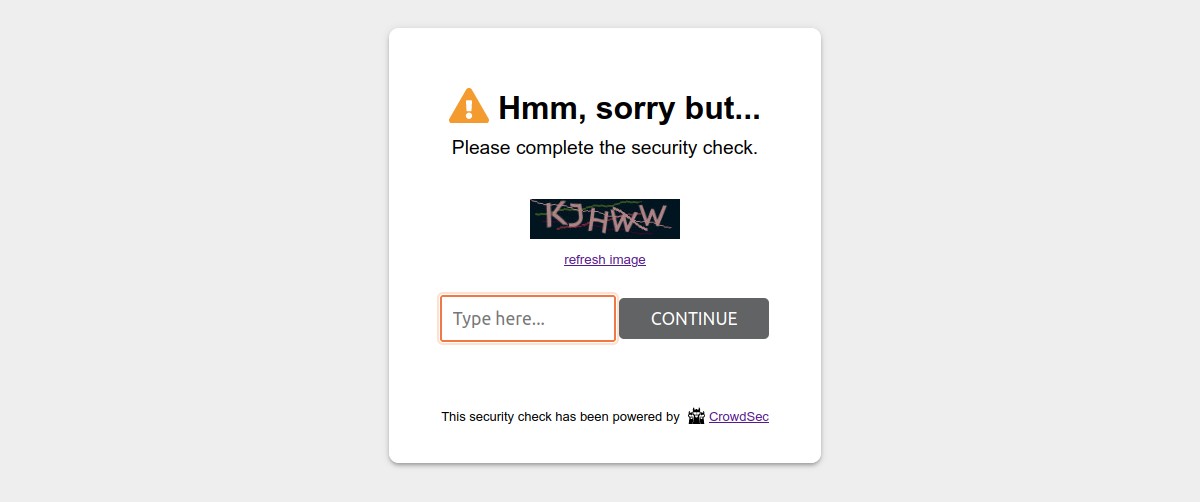 Hmm, sorry but...
Please complete the security check.
refresh image
Type here...
CONTINUE
This security check has been powered by CrowdSec